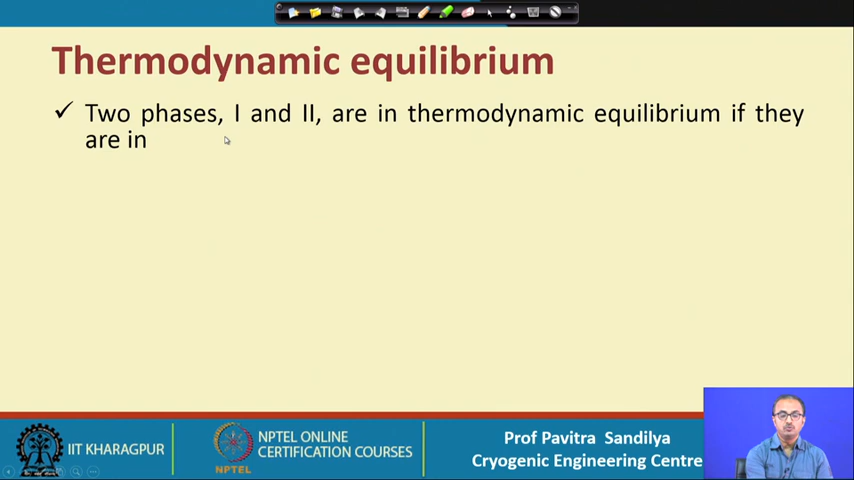 Thermodynamic equilibrium
✓ Two phases, I and II, are in thermodynamic equilibrium if they
are in
IIT KHARAGPUR
NPTEL
NPTEL ONLINE
CERTIFICATION COURSES
Prof Pavitra Sandilya
Cryogenic Engineering Centre